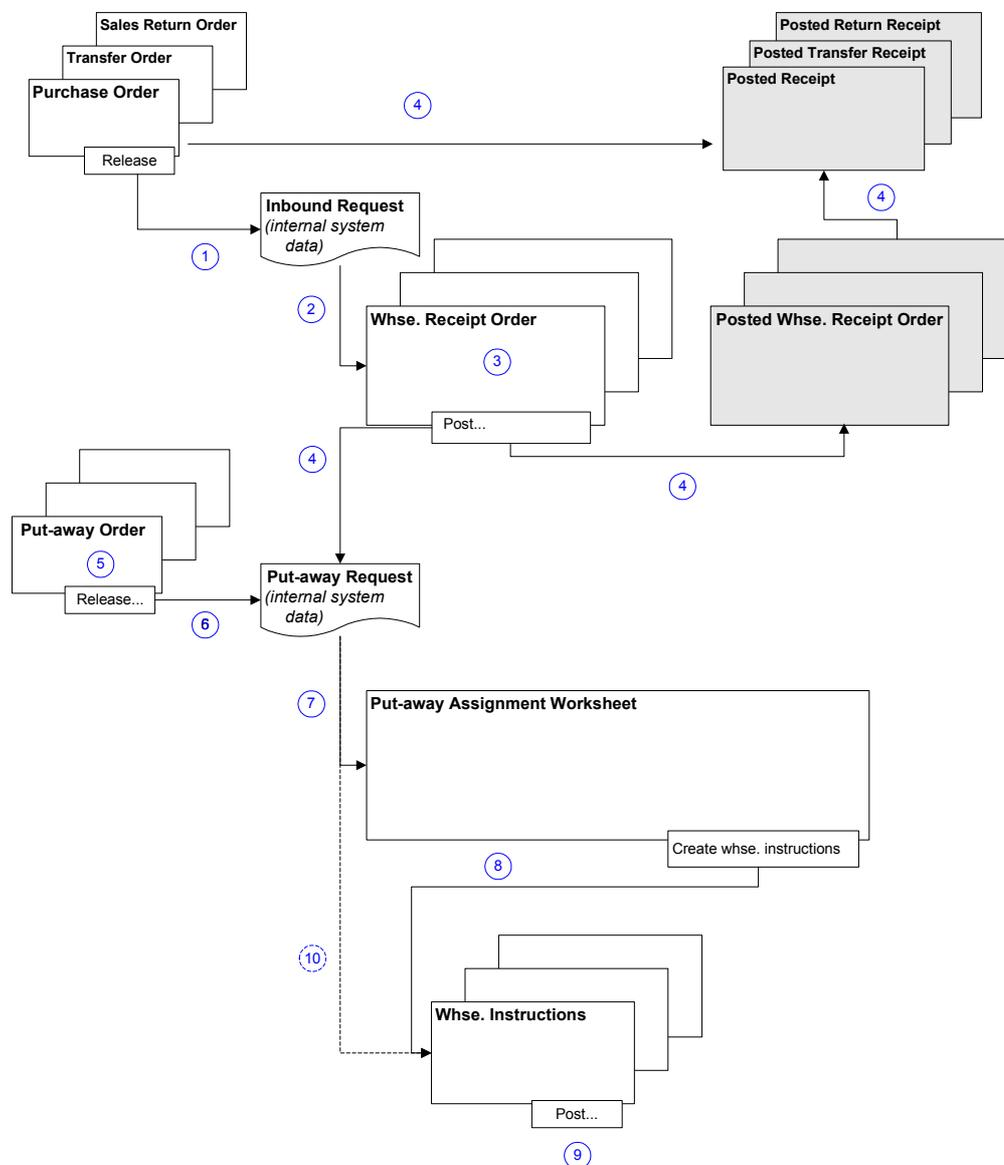 Sales Return Order
Transfer Order
Purchase Order
Release
Posted Return Receipt
Posted Transfer Receipt
Posted Receipt
4
Inbound Request
(internal system
data)
1
4
2
Whse. Receipt Order
3
Post...
Posted Whse. Receipt Order
4
4
Put-away Order
5
Release...
6
Put-away Request
(internal system
data)
7
Put-away Assignment Worksheet
Create whse. instructions
8
10
Whse. Instructions
Post...
9